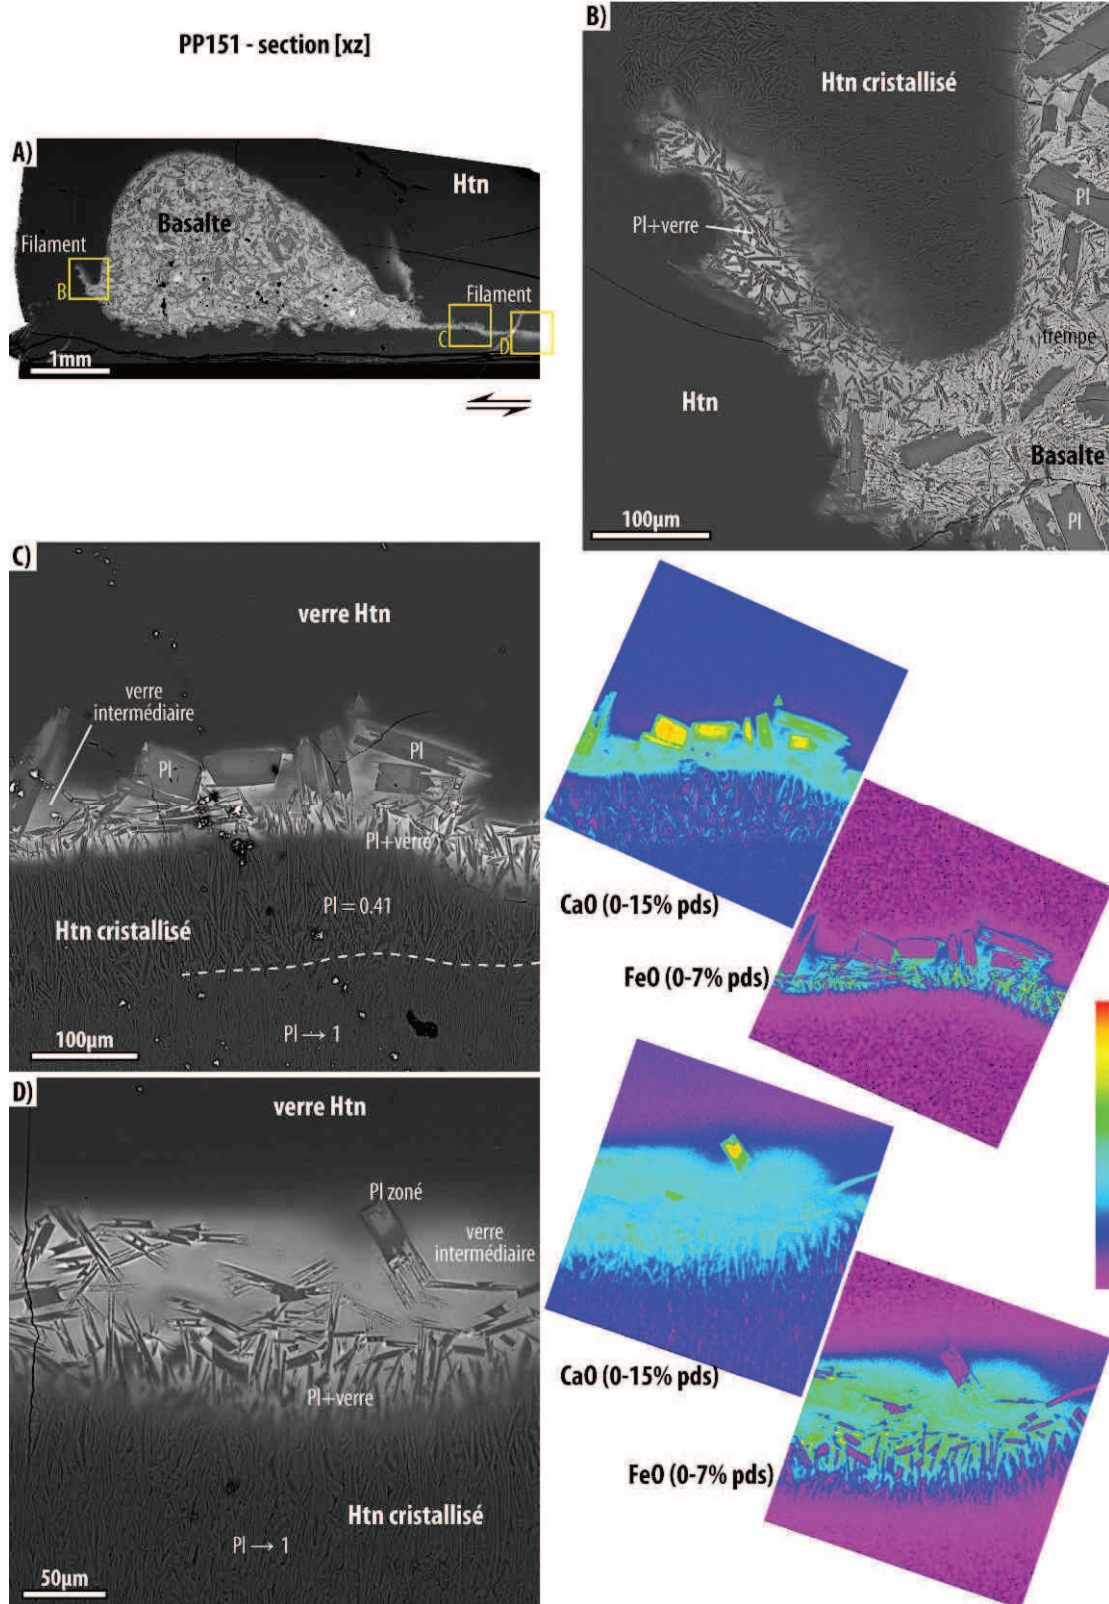 PP151 - section [xz]
A)
Htn
Basalte
Filament
B
Filament
C
D
1mm
B)
Htn cristallisé
Pl
Pl+verre
trempe
Htn
Basalte
Pl
100µm
C)
verre Htn
verre
intermédiaire
Pl
Pl
Pl+verre
Pl = 0.41
Htn cristallisé
Pl → 1
100µm
CaO (0-15% pds)
FeO (0-7% pds)
D)
verre Htn
Pl zoné
verre
intermédiaire
Pl+verre
Htn cristallisé
Pl → 1
50µm
CaO (0-15% pds)
FeO (0-7% pds)